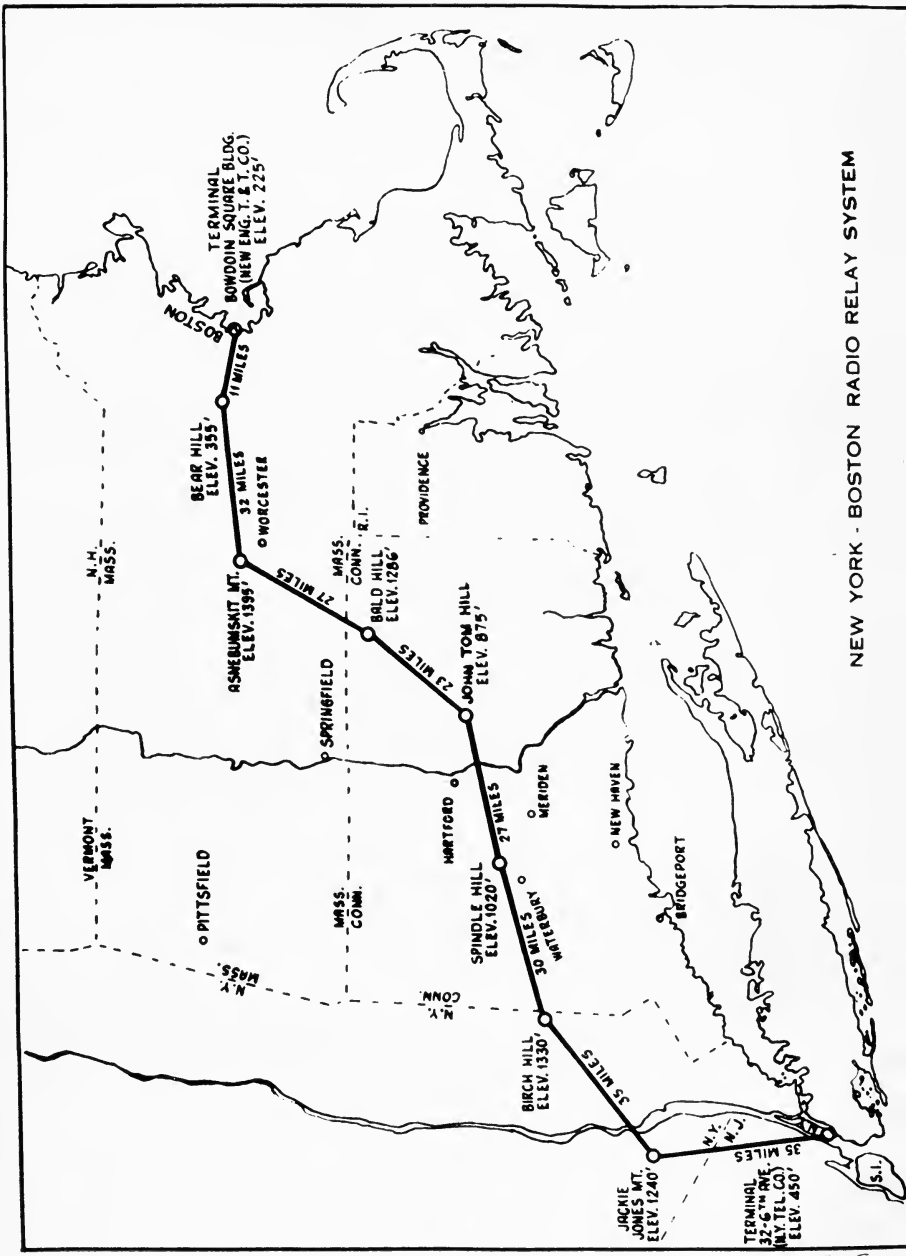 NEW YORK - BOSTON RADIO RELAY SYSTEM
TERMINAL
BOWDOIN SQUARE BLDG.
(NEW ENG. T. & T. CO.)
ELEV. 225'
BOSTON
11 MILES
BEAR HILL
ELEV. 355'
32 MILES
WORCESTER
ASNEBUMSKIT MT.
ELEV. 1395'
27 MILES
N.H.
MASS.
MASS.
CONN.
R.I.
PROVIDENCE
BALD HILL
ELEV. 1286'
23 MILES
JOHN TOM HILL
ELEV. 875'
SPRINGFIELD
VERMONT
MASS.
PITTSFIELD
HARTFORD
27 MILES
MERIDEN
NEW HAVEN
MASS.
CONN.
SPINDLE HILL
ELEV. 1020'
30 MILES
WATERBURY
BRIDGEPORT
N.Y.
MASS.
N.Y.
CONN.
BIRCH HILL
ELEV. 1330'
35 MILES
JACKIE
JONES MT.
ELEV. 1240'
N.Y.
N.J.
35 MILES
TERMINAL
32-6TH AVE.
(N.Y. TEL. CO.)
ELEV. 450'
S.I.